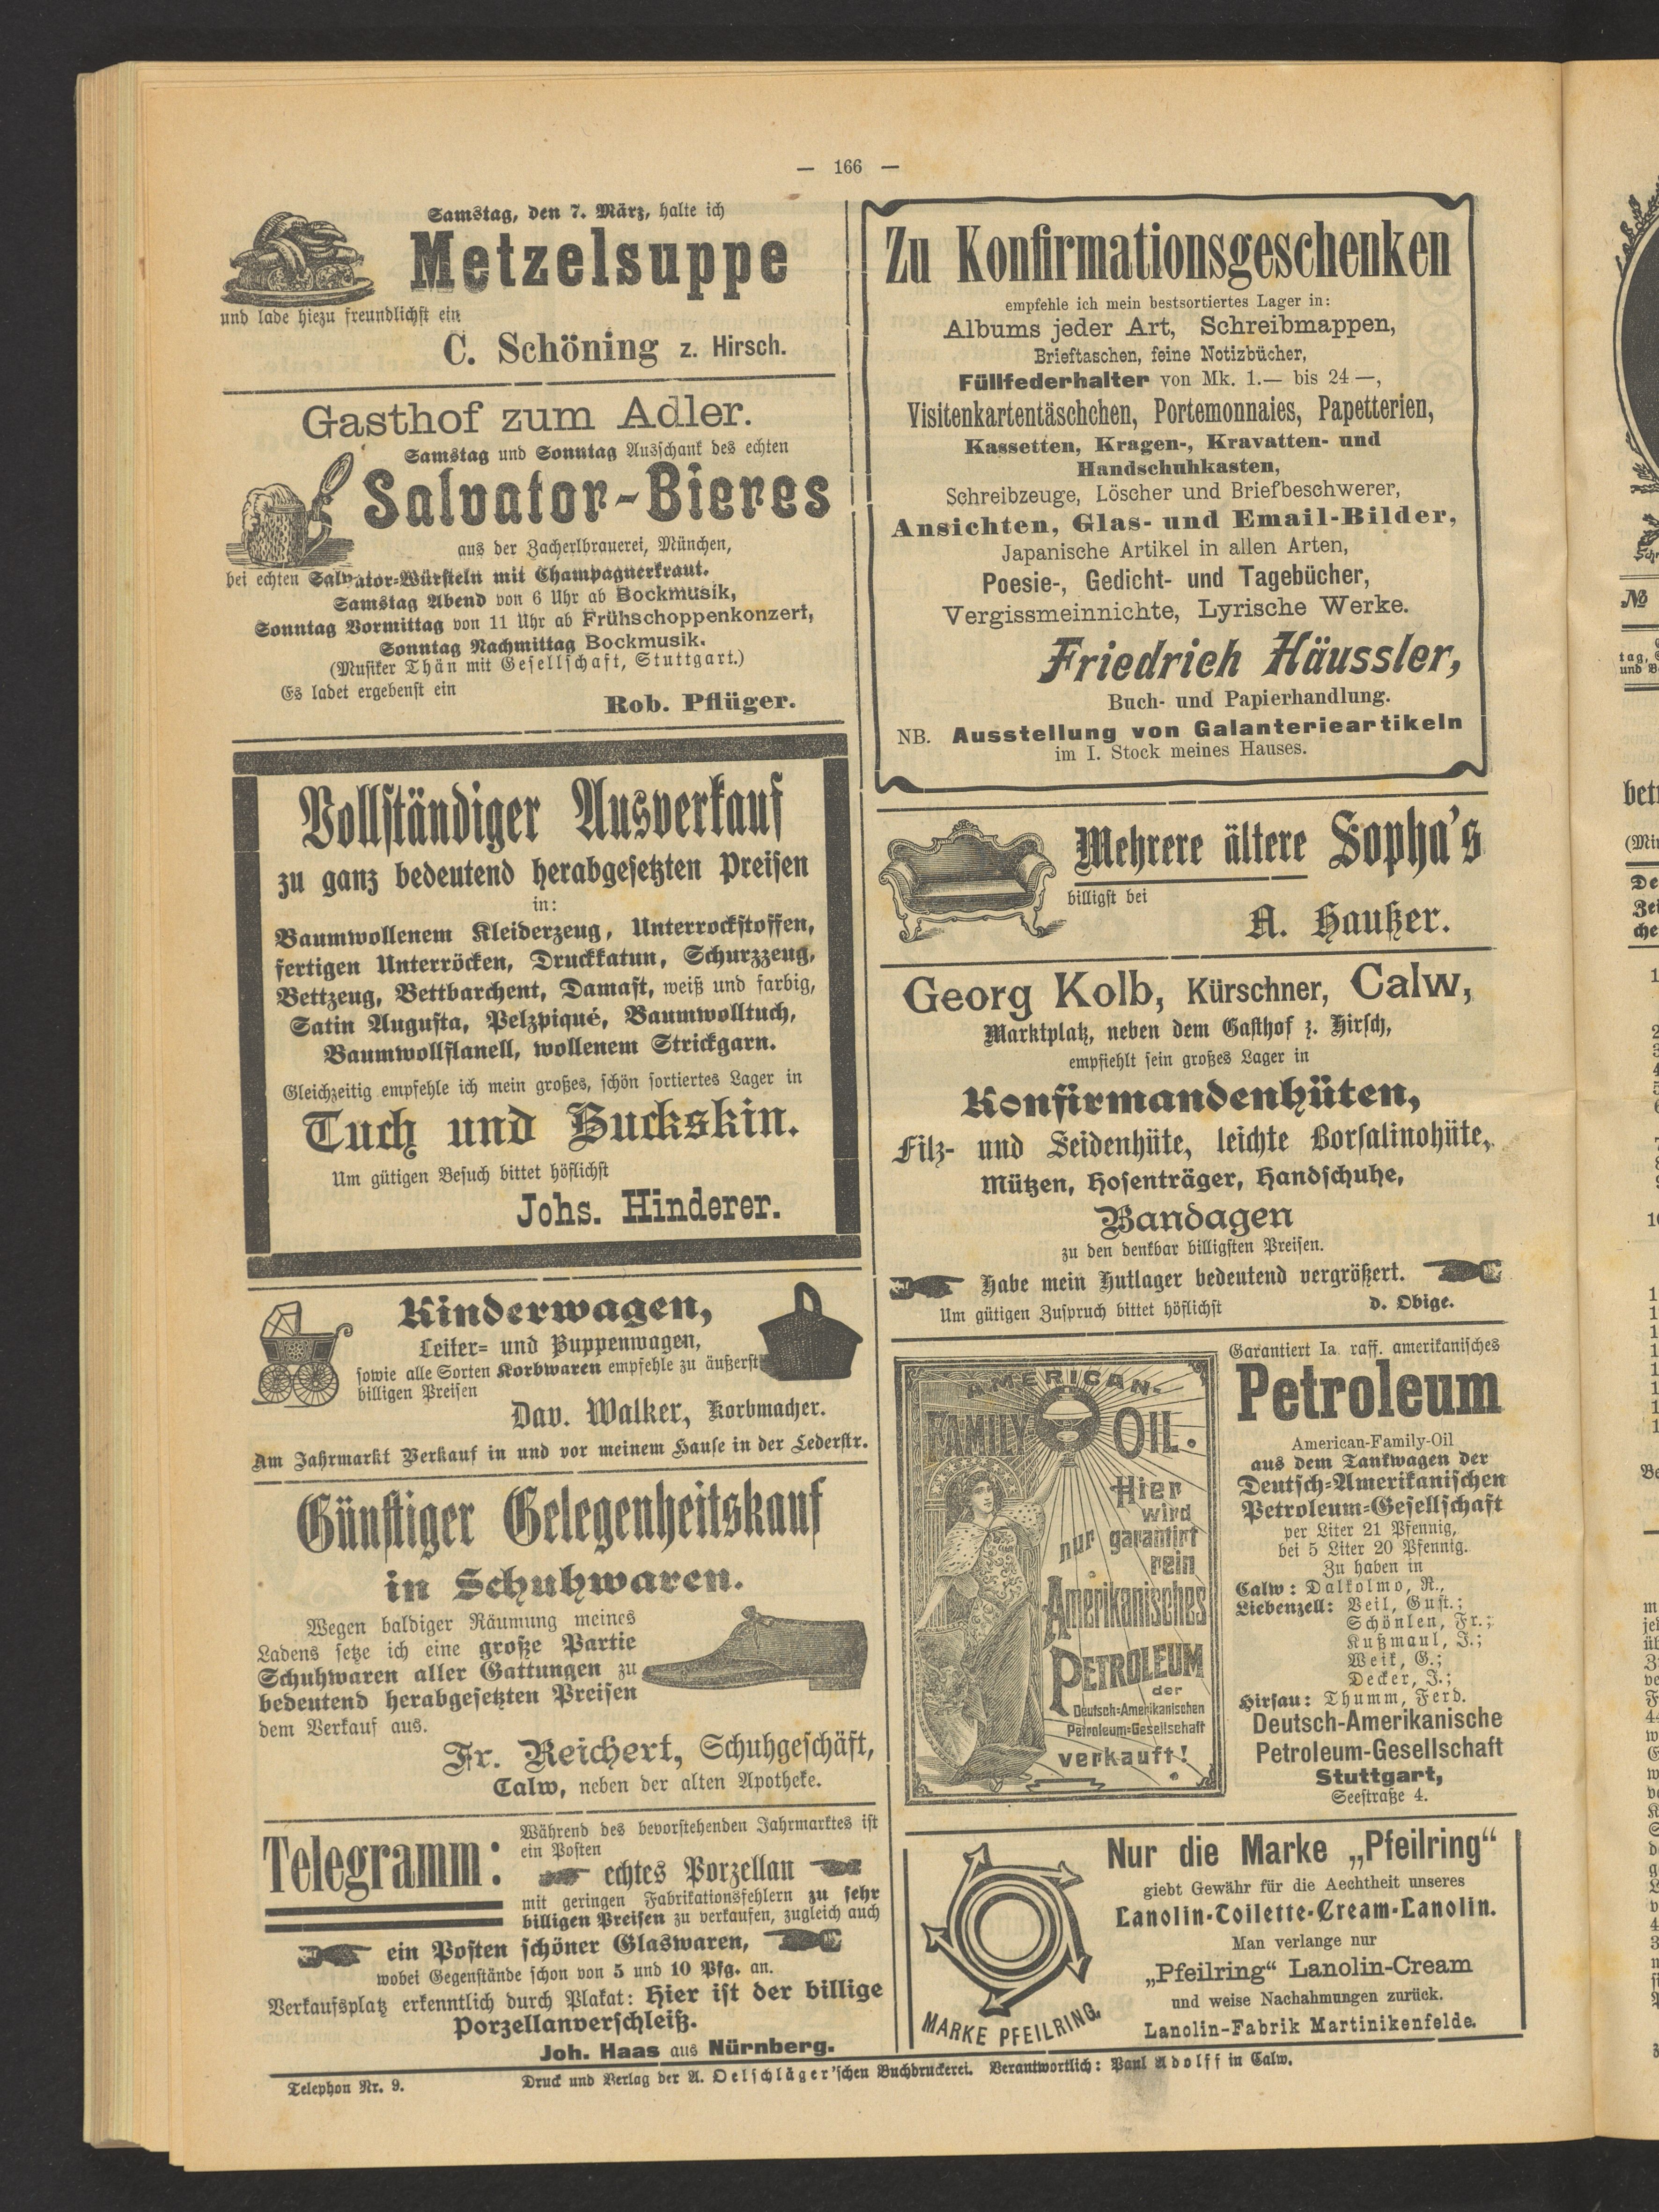 — 166 —
Samstag, den 7. März, halte ich
Metzelsuppe
und lade hiezu freundlichst ein
C. Schöning z. Hirsch.
Gasthof zum Adler.
Samstag und Sonntag Ausschank des echten
Salvator-Bieres
aus der Zacherlbrauerei, München,
bei echten Salvator-Würsteln mit Champagnerkraut.
Samstag Abend von 6 Uhr ab Bockmusik,
Sonntag Vormittag von 11 Uhr ab Frühschoppenkonzert,
Sonntag Nachmittag Bockmusik.
(Musiker Thän mit Gesellschaft, Stuttgart.)
Es ladet ergebenst ein
Rob. Pflüger.
Vollständiger Ausverkauf
zu ganz bedeutend herabgesetzten Preisen
in:
Baumwollenem Kleiderzeug, Unterrockstoffen,
fertigen Unterröcken, Druckkatun, Schurzzeug,
Bettzeug, Bettbarchent, Damast, weiß und farbig,
Satin Augusta, Pelzpiqué, Baumwolltuch,
Baumwollflanell, wollenem Strickgarn.
Gleichzeitig empfehle ich mein großes, schön sortiertes Lager in
Tuch und Buckskin.
Um gütigen Besuch bittet höflichst
Johs. Hinderer.
Kinderwagen,
Leiter- und Puppenwagen,
sowie alle Sorten Korbwaren empfehle zu äußerst
billigen Preisen
Dav. Walker, Korbmacher.
Am Jahrmarkt Verkauf in und vor meinem Hause in der Lederstr.
Günstiger Gelegenheitskauf
in Schuhwaren.
Wegen baldiger Räumung meines
Ladens setze ich eine große Partie
Schuhwaren aller Gattungen zu
bedeutend herabgesetzten Preisen
dem Verkauf aus.
Fr. Reichert, Schuhgeschäft,
Calw, neben der alten Apotheke.
Telegramm:
Während des bevorstehenden Jahrmarktes ist
ein Posten
echtes Porzellan
mit geringen Fabrikationsfehlern zu sehr
billigen Preisen zu verkaufen, zugleich auch
ein Posten schöner Glaswaren,
wobei Gegenstände schon von 5 und 10 Pfg. an.
Verkaufsplatz erkenntlich durch Plakat: Hier ist der billige
Porzellanverschleiß.
Joh. Haas aus Nürnberg.
Zu Konfirmationsgeschenken
empfehle ich mein bestsortiertes Lager in:
Albums jeder Art, Schreibmappen,
Brieftaschen, feine Notizbücher,
Füllfederhalter von Mk. 1.— bis 24 —,
Visitenkartentäschchen, Portemonnaies, Papetterien,
Kassetten, Kragen-, Kravatten- und
Handschuhkasten,
Schreibzeuge, Löscher und Briefbeschwerer,
Ansichten, Glas- und Email-Bilder,
Japanische Artikel in allen Arten,
Poesie-, Gedicht- und Tagebücher,
Vergissmeinnichte, Lyrische Werke.
Friedrich Häussler,
Buch- und Papierhandlung.
NB. Ausstellung von Galanterieartikeln
im I. Stock meines Hauses.
Mehrere ältere Sopha's
billigst bei
A. Haußer.
Georg Kolb, Kürschner, Calw,
Marktplatz, neben dem Gasthof z. Hirsch,
empfiehlt sein großes Lager in
Konfirmandenhüten,
Filz- und Seidenhüte, leichte Borsalinohüte,
Mützen, Hosenträger, Handschuhe,
Bandagen
zu den denkbar billigsten Preisen.
Habe mein Hutlager bedeutend vergrößert.
Um gütigen Zuspruch bittet höflichst
d. Obige.
AMERICAN-
FAMILY OIL.
Hier
wird
nur garantirt
rein
Amerikanisches
PETROLEUM
der
Deutsch-Amerikanischen
Petroleum-Gesellschaft
verkauft!
Garantiert Ia. raff. amerikanisches
Petroleum
American-Family-Oil
aus dem Tankwagen der
Deutsch-Amerikanischen
Petroleum-Gesellschaft
per Liter 21 Pfennig,
bei 5 Liter 20 Pfennig.
Zu haben in
Calw: Dalkolmo, R.,
Liebenzell: Veil, Gust.;
Schönlen, Fr.;
Kußmaul, J.;
Weik, G.;
Decker, J.;
Hirsau: Thumm, Ferd.
Deutsch-Amerikanische
Petroleum-Gesellschaft
Stuttgart,
Seestraße 4.
MARKE PFEILRING.
Nur die Marke „Pfeilring“
giebt Gewähr für die Aechtheit unseres
Lanolin-Toilette-Cream-Lanolin.
Man verlange nur
„Pfeilring“ Lanolin-Cream
und weise Nachahmungen zurück.
Lanolin-Fabrik Martinikenfelde.
Telephon Nr. 9.
Druck und Verlag der A. Oelschläger'schen Buchdruckerei. Verantwortlich: Paul Adolff in Calw.